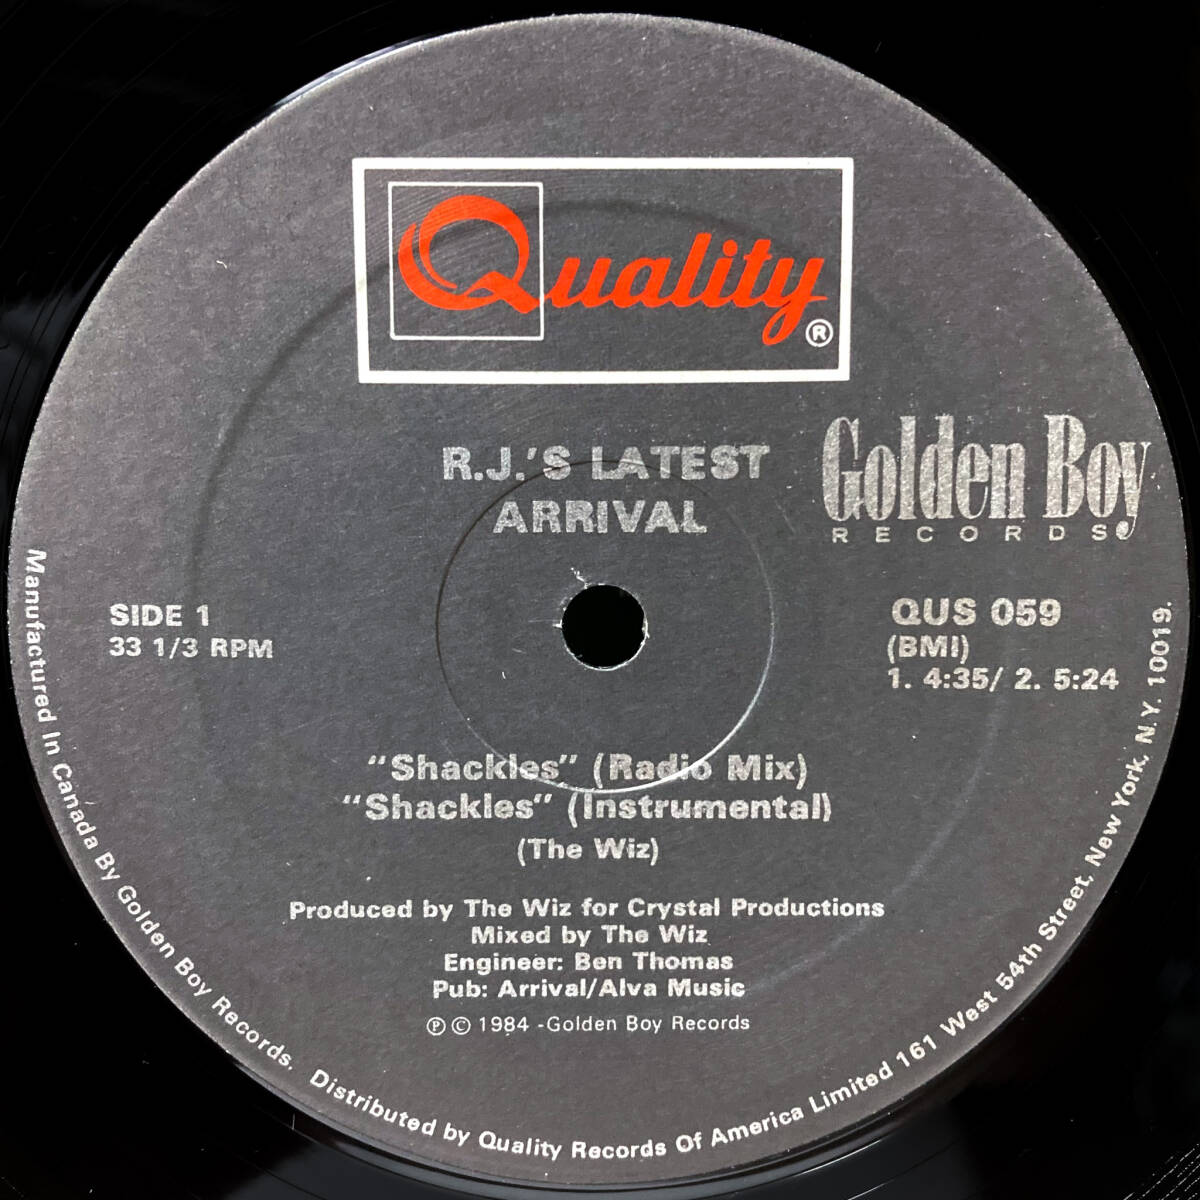 Quality®
R.J.'S LATEST
ARRIVAL
Golden Boy
RECORDS
SIDE 1
33 1/3 RPM
QUS 059
(BMI)
1. 4:35/ 2. 5:24
"Shackles" (Radio Mix)
"Shackles" (Instrumental)
(The Wiz)
Produced by The Wiz for Crystal Productions
Mixed by The Wiz
Engineer: Ben Thomas
Pub: Arrival/Alva Music
℗ © 1984 -Golden Boy Records
Manufactured In Canada By Golden Boy Records. Distributed by Quality Records Of America Limited 161 West 54th Street, New York, N.Y. 10019.